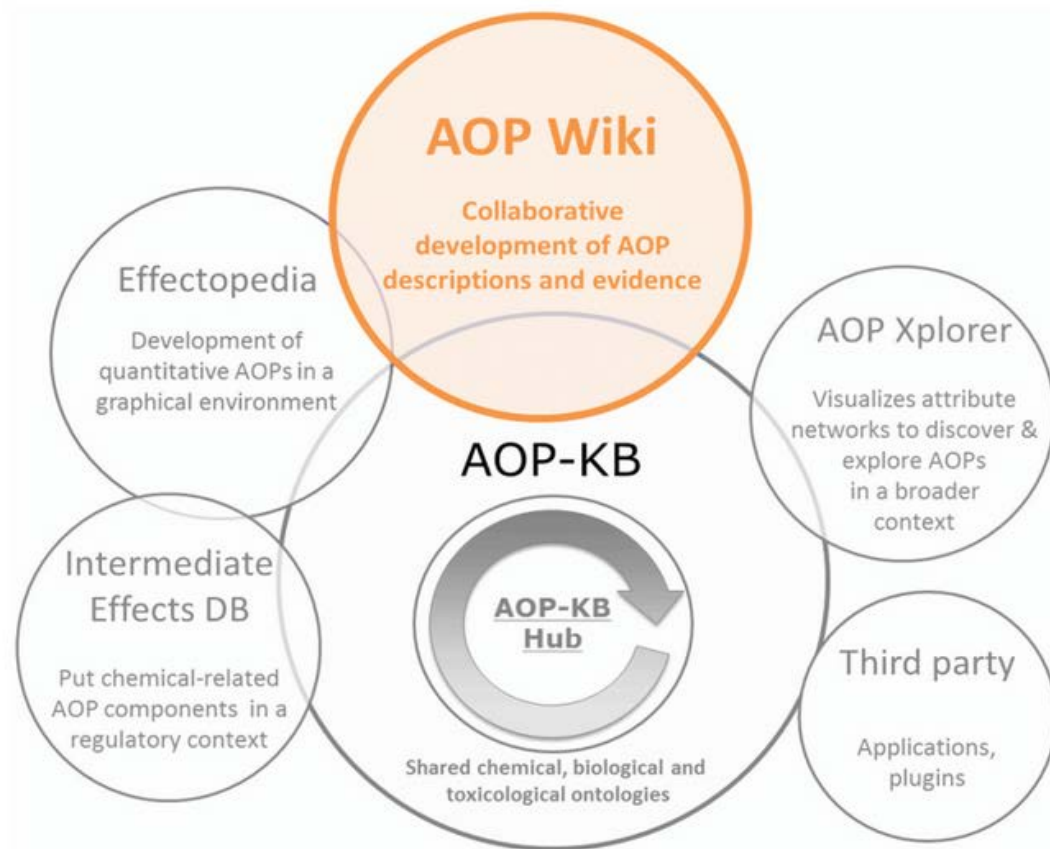 AOP Wiki
Collaborative
development of AOP
descriptions and evidence
Effectopedia
Development of
quantitative AOPs in a
graphical environment
AOP Xplorer
Visualizes attribute
networks to discover &
explore AOPs
in a broader
context
AOP-KB
Intermediate
Effects DB
Put chemical-related
AOP components in a
regulatory context
AOP-KB
Hub
Third party
Applications,
plugins
Shared chemical, biological and
toxicological ontologies